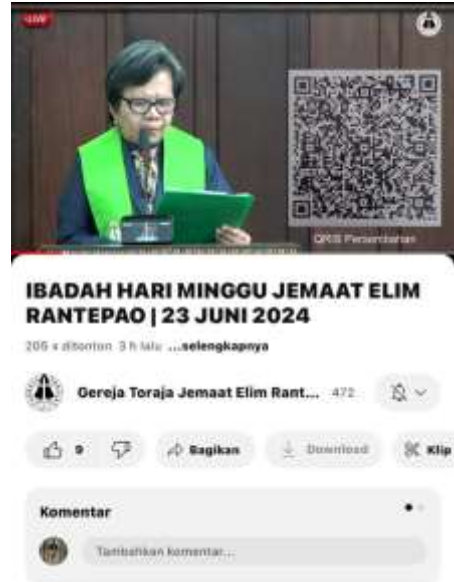 LIVE
QRIS Persembahan
IBADAH HARI MINGGU JEMAAT ELIM
RANTEPAO | 23 JUNI 2024
205 x ditonton 3 h lalu ...selengkapnya
Gereja Toraja Jemaat Elim Rant... 472
9 Bagikan Download Klip
Komentar
Tambahkan komentar...